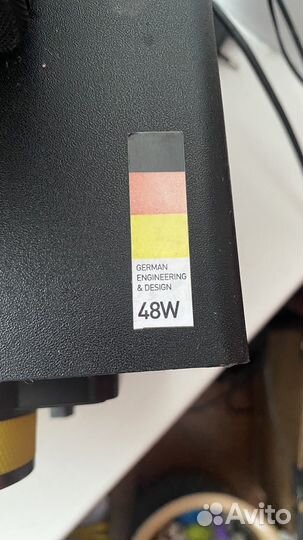 GERMAN
ENGINEERING
& DESIGN
48W
Avito